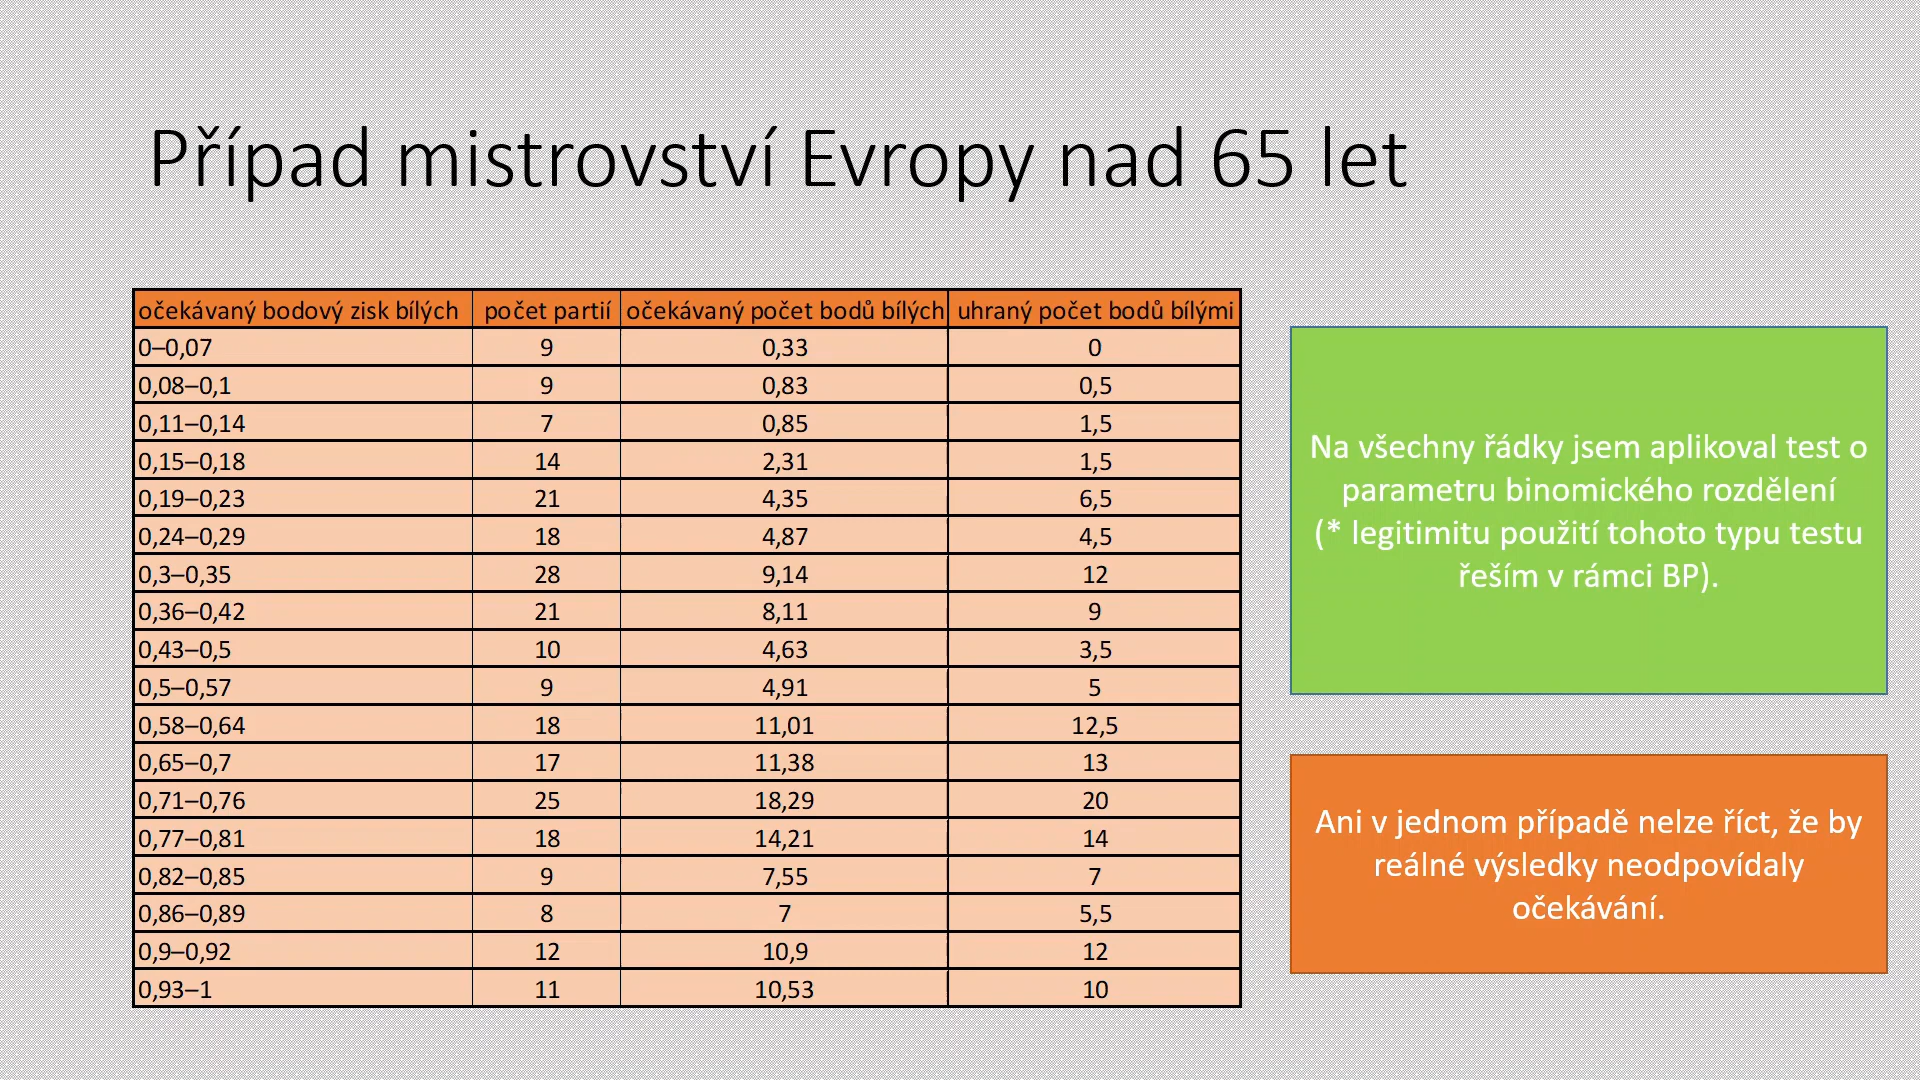 Případ mistrovství Evropy nad 65 let
očekávaný bodový zisk bílých počet partií očekávaný počet bodů bílých uhraný počet bodů bílými
0–0,07 9 0,33 0
0,08–0,1 9 0,83 0,5
0,11–0,14 7 0,85 1,5
0,15–0,18 14 2,31 1,5
0,19–0,23 21 4,35 6,5
0,24–0,29 18 4,87 4,5
0,3–0,35 28 9,14 12
0,36–0,42 21 8,11 9
0,43–0,5 10 4,63 3,5
0,5–0,57 9 4,91 5
0,58–0,64 18 11,01 12,5
0,65–0,7 17 11,38 13
0,71–0,76 25 18,29 20
0,77–0,81 18 14,21 14
0,82–0,85 9 7,55 7
0,86–0,89 8 7 5,5
0,9–0,92 12 10,9 12
0,93–1 11 10,53 10
Na všechny řádky jsem aplikoval test o
parametru binomického rozdělení
(* legitimitu použití tohoto typu testu
řeším v rámci BP).
Ani v jednom případě nelze říct, že by
reálné výsledky neodpovídaly
očekávání.